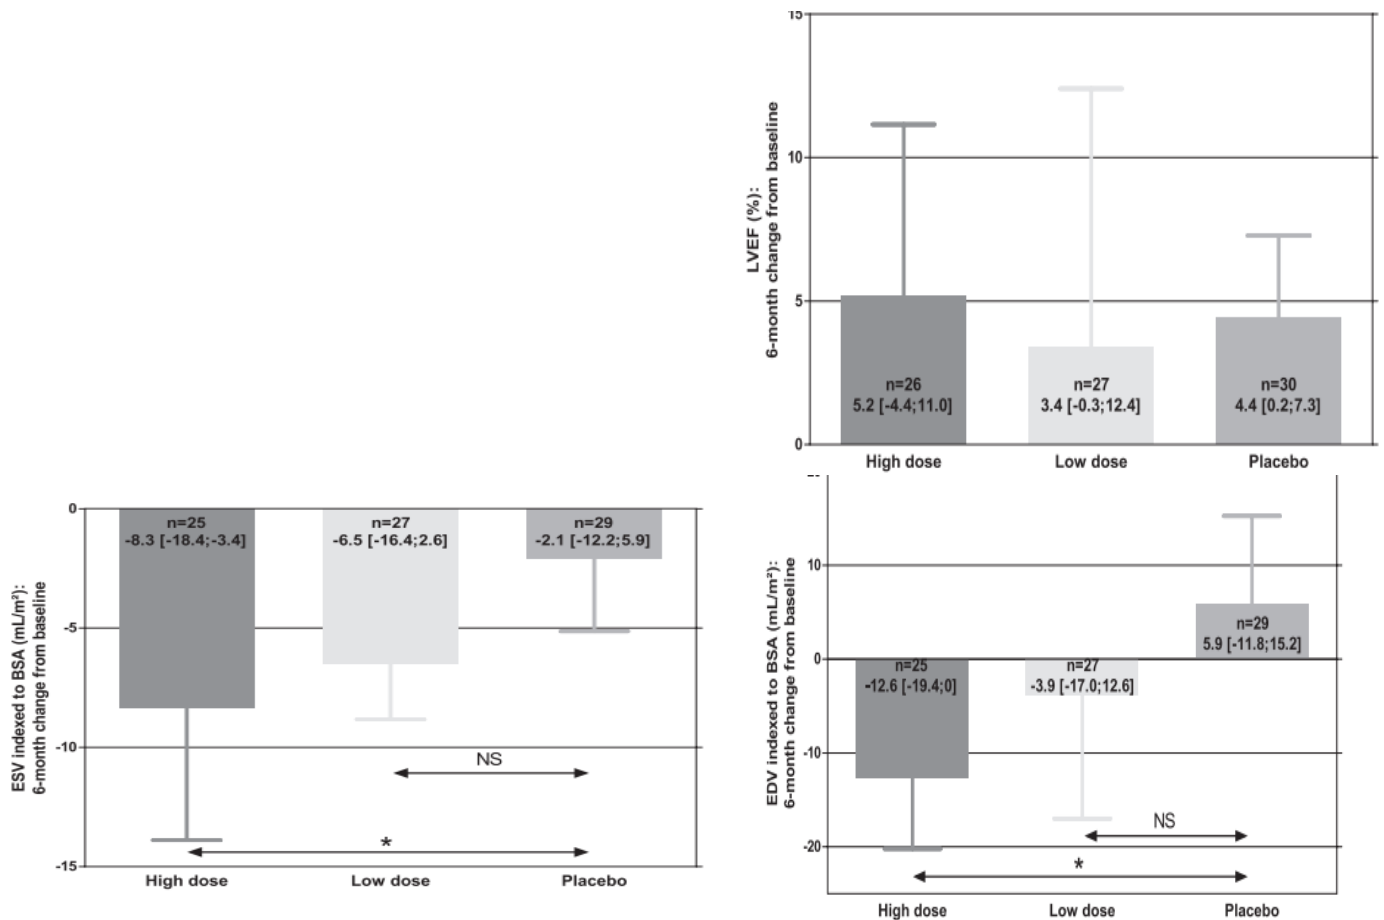 15
10
5
0
LVEF (%):
6-month change from baseline
n=26
5.2 [-4.4;11.0]
n=27
3.4 [-0.3;12.4]
n=30
4.4 [0.2;7.3]
High dose
Low dose
Placebo
0
-5
-10
-15
ESV indexed to BSA (mL/m²):
6-month change from baseline
n=25
-8.3 [-18.4;-3.4]
n=27
-6.5 [-16.4;2.6]
n=29
-2.1 [-12.2;5.9]
NS
*
High dose
Low dose
Placebo
20
10
0
-10
-20
EDV indexed to BSA (mL/m²):
6-month change from baseline
n=25
-12.6 [-19.4;0]
n=27
-3.9 [-17.0;12.6]
n=29
5.9 [-11.8;15.2]
NS
*
High dose
Low dose
Placebo